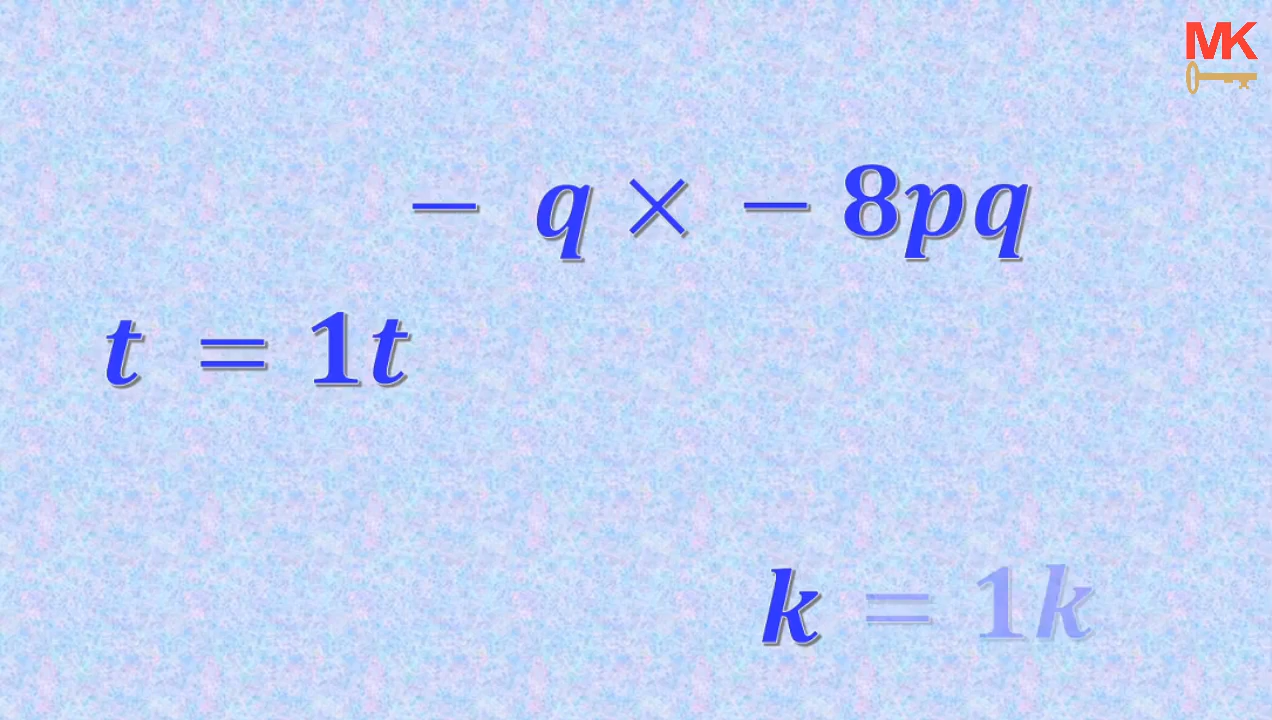 MK
− q × − 8pq
t = 1t
k = 1k